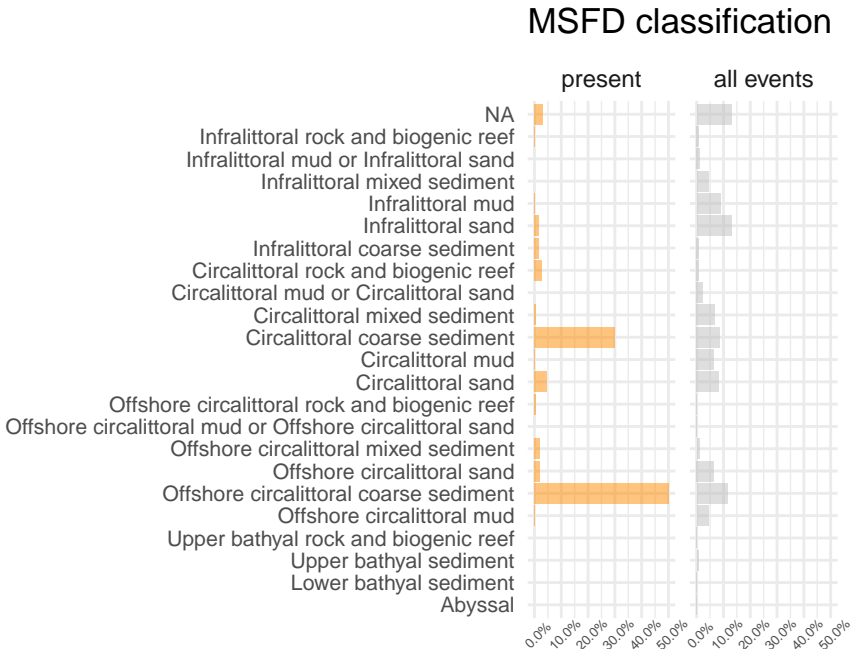 MSFD classification
present
all events
NA
Infralittoral rock and biogenic reef
Infralittoral mud or Infralittoral sand
Infralittoral mixed sediment
Infralittoral mud
Infralittoral sand
Infralittoral coarse sediment
Circalittoral rock and biogenic reef
Circalittoral mud or Circalittoral sand
Circalittoral mixed sediment
Circalittoral coarse sediment
Circalittoral mud
Circalittoral sand
Offshore circalittoral rock and biogenic reef
Offshore circalittoral mud or Offshore circalittoral sand
Offshore circalittoral mixed sediment
Offshore circalittoral sand
Offshore circalittoral coarse sediment
Offshore circalittoral mud
Upper bathyal rock and biogenic reef
Upper bathyal sediment
Lower bathyal sediment
Abyssal
0.0% 10.0% 20.0% 30.0% 40.0% 50.0%
0.0% 10.0% 20.0% 30.0% 40.0% 50.0%